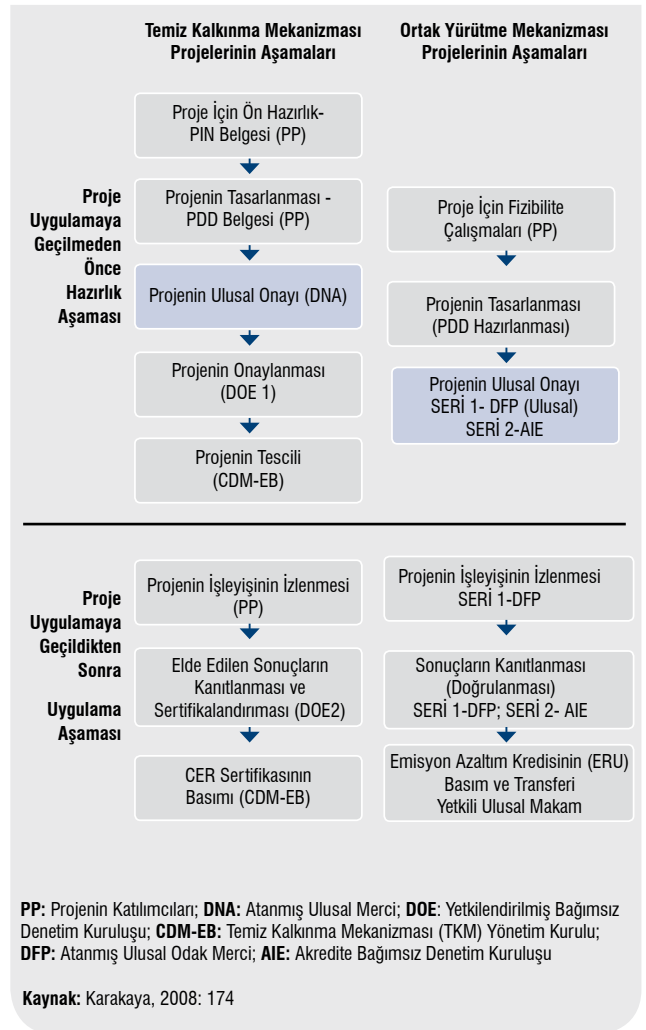 Temiz Kalkınma Mekanizması
Projelerinin Aşamaları
Ortak Yürütme Mekanizması
Projelerinin Aşamaları
Proje
Uygulamaya
Geçilmeden
Önce
Hazırlık
Aşaması
Proje İçin Ön Hazırlık-
PIN Belgesi (PP)
Projenin Tasarlanması -
PDD Belgesi (PP)
Projenin Ulusal Onayı (DNA)
Projenin Onaylanması
(DOE 1)
Projenin Tescili
(CDM-EB)
Proje İçin Fizibilite
Çalışmaları (PP)
Projenin Tasarlanması
(PDD Hazırlanması)
Projenin Ulusal Onayı
SERİ 1- DFP (Ulusal)
SERİ 2-AIE
Proje
Uygulamaya
Geçildikten
Sonra
Uygulama
Aşaması
Projenin İşleyişinin İzlenmesi
(PP)
Elde Edilen Sonuçların
Kanıtlanması ve
Sertifikalandırıması (DOE2)
CER Sertifikasının
Basımı (CDM-EB)
Projenin İşleyişinin İzlenmesi
SERİ 1-DFP
Sonuçların Kanıtlanması
(Doğrulanması)
SERİ 1-DFP; SERİ 2- AIE
Emisyon Azaltım Kredisinin (ERU)
Basım ve Transferi
Yetkili Ulusal Makam
PP: Projenin Katılımcıları; DNA: Atanmış Ulusal Merci; DOE: Yetkilendirilmiş Bağımsız
Denetim Kuruluşu; CDM-EB: Temiz Kalkınma Mekanizması (TKM) Yönetim Kurulu;
DFP: Atanmış Ulusal Odak Merci; AIE: Akredite Bağımsız Denetim Kuruluşu
Kaynak: Karakaya, 2008: 174